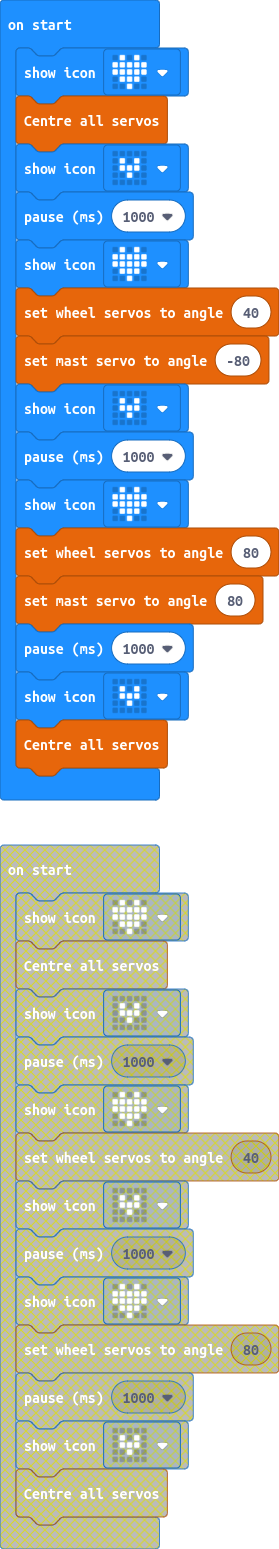 on start
show icon
Centre all servos
show icon
pause (ms) 1000
show icon
set wheel servos to angle 40
set mast servo to angle -80
show icon
pause (ms) 1000
show icon
set wheel servos to angle 80
set mast servo to angle 80
pause (ms) 1000
show icon
Centre all servos
on start
show icon
Centre all servos
show icon
pause (ms) 1000
show icon
set wheel servos to angle 40
show icon
pause (ms) 1000
show icon
set wheel servos to angle 80
pause (ms) 1000
show icon
Centre all servos